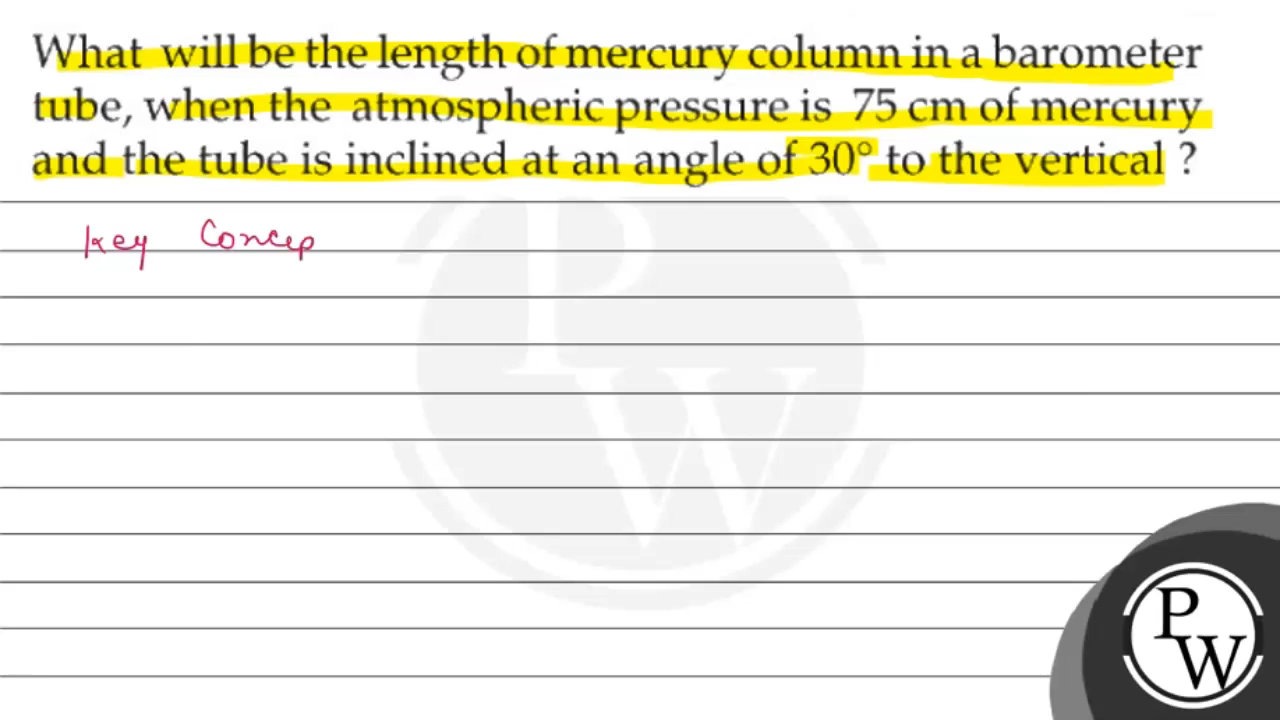 What will be the length of mercury column in a barometer
tube, when the atmospheric pressure is 75 cm of mercury
and the tube is inclined at an angle of 30° to the vertical ?
Key Concep
P
W
P
W